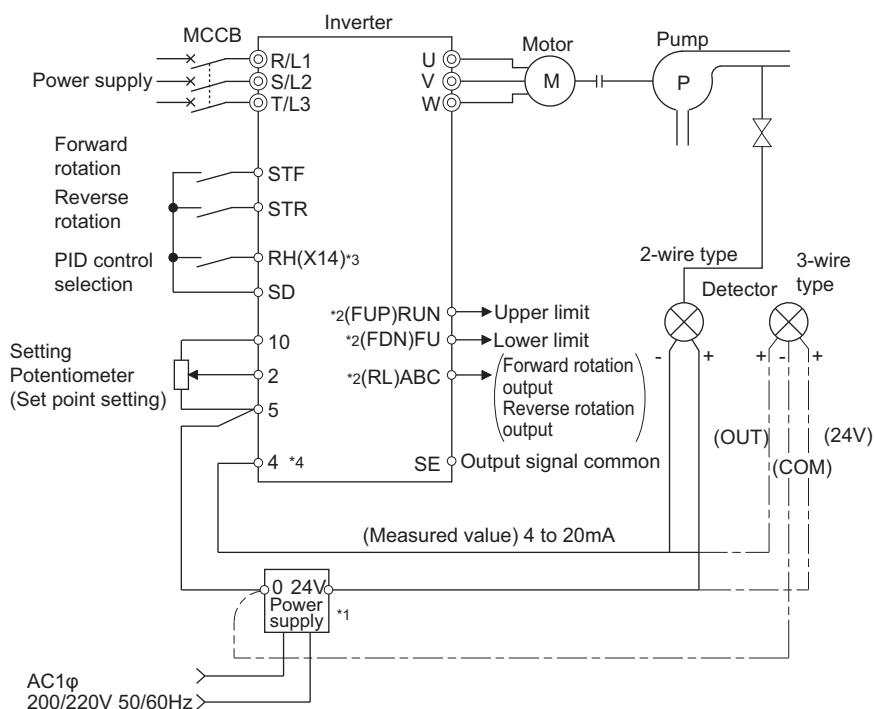 Inverter
MCCB
Motor
Pump
Power supply
R/L1
S/L2
T/L3
U
V
W
M
P
Forward
rotation
STF
Reverse
rotation
STR
PID control
selection
RH(X14)*3
SD
2-wire type
3-wire
type
Detector
*2(FUP)RUN
Upper limit
*2(FDN)FU
Lower limit
*2(RL)ABC
Forward rotation
output
Reverse rotation
output
Setting
Potentiometer
(Set point setting)
10
2
5
4 *4
SE
Output signal common
- +
+ - +
(OUT)
(24V)
(COM)
(Measured value) 4 to 20mA
0 24V
Power
supply
*1
AC1φ
200/220V 50/60Hz